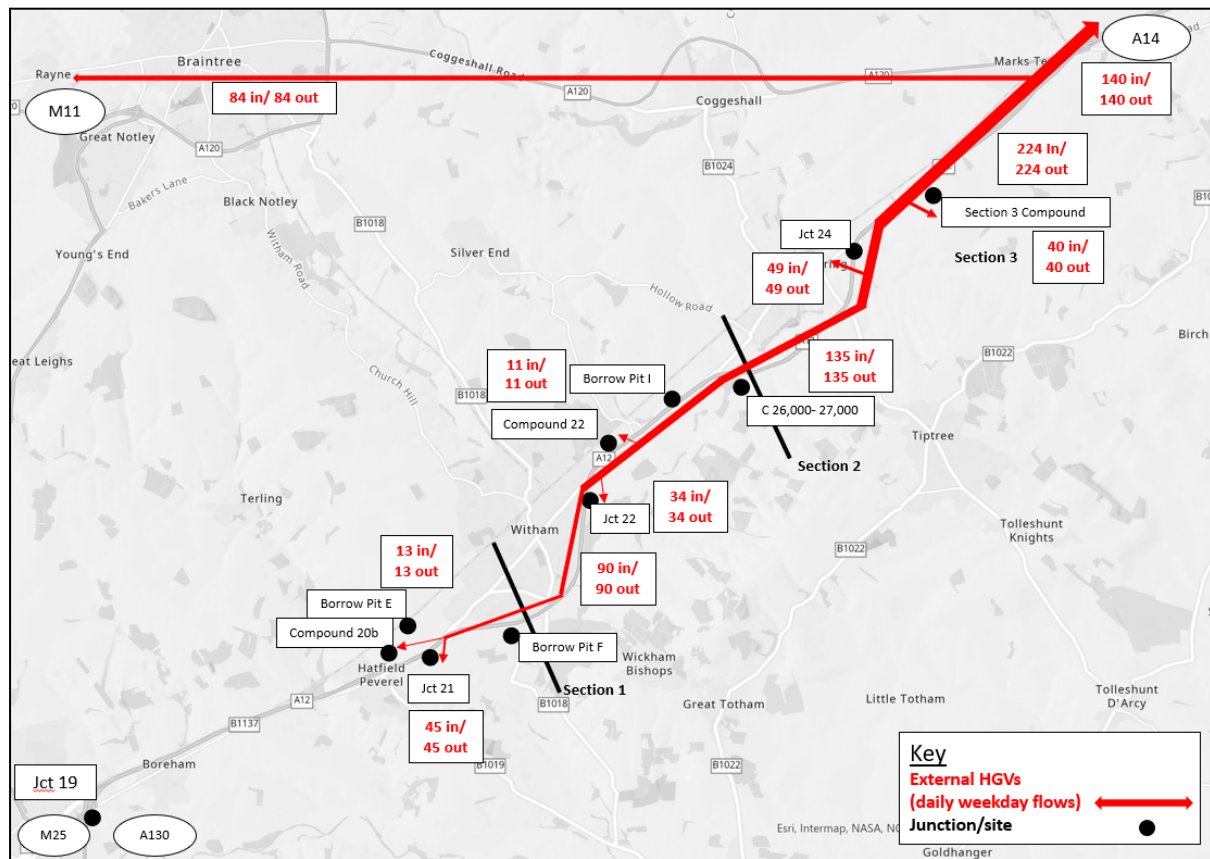 A14
Rayne
Braintree
Coggeshall Road
Marks Te
A120
A120
M11
84 in/ 84 out
140 in/
140 out
Coggeshall
Great Notley
A120
224 In/
224 out
B1024
Bakers Lane
Black Notley
B1018
Section 3 Compound
Witham Road
Jct 24
Young's End
Silver End
49 in/
49 out
Section 3
40 in/
40 out
Hollow Road
B1022
Birch
eat Leighs
11 in/
11 out
Borrow Pit I
135 in/
135 out
Church Hill
B1018
C 26,000- 27,000
Compound 22
Tiptree
A12
Section 2
Terling
Jct 22
34 in/
34 out
Witham
Tolleshunt
Knights
B1022
13 in/
13 out
90 in/
90 out
Borrow Pit E
Compound 20b
Borrow Pit F
Hatfield
Peverel
Wickham
Bishops
Jct 21
Section 1
A12
B1018
Great Totham
Little Totham
Tolleshunt
D'Arcy
B1137
45 in/
45 out
Boreham
B1019
B1022
Jct 19
Key
External HGVs
(daily weekday flows)
Junction/site
M25
A130
Esri, Intermap, NASA, NG
Goldhanger